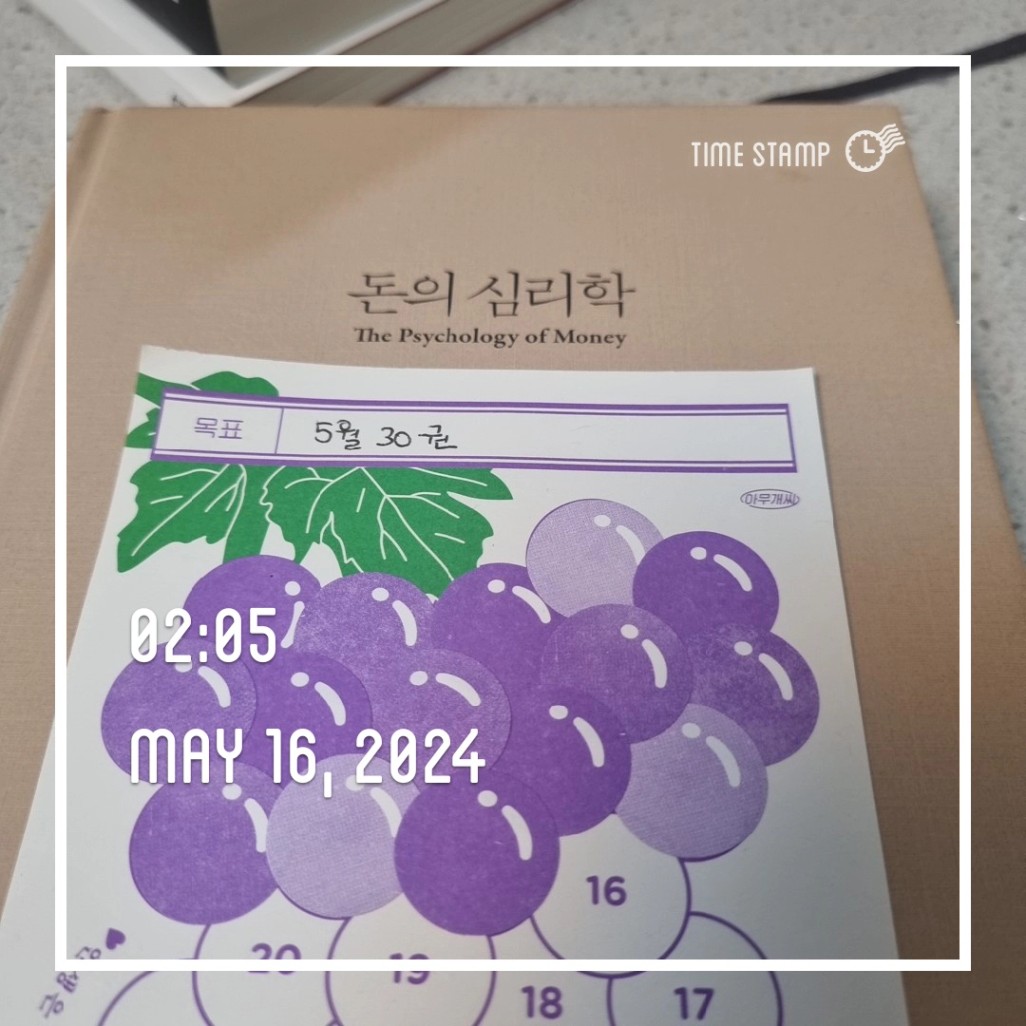 TIME STAMP
돈의 심리학
The Psychology of Money
목표
5월 30권
아무개씨
02:05
MAY 16, 2024
16
20
19
18
17